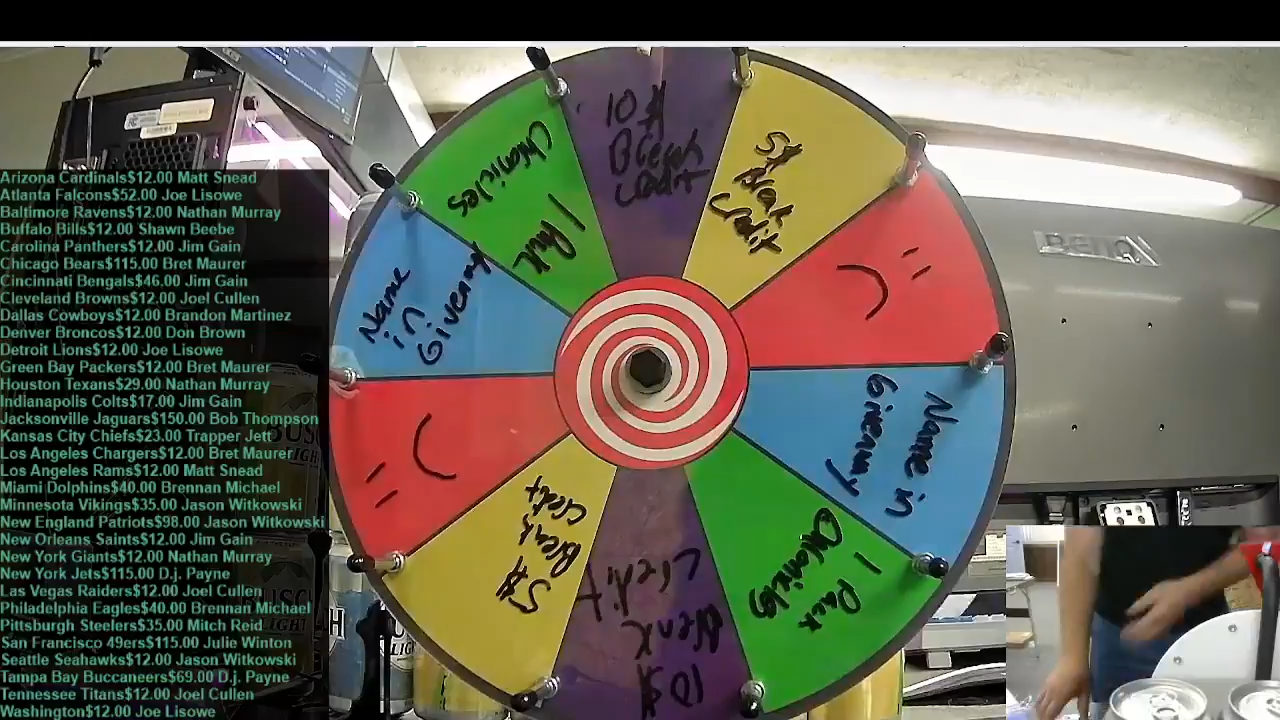 Arizona Cardinals$12.00 Matt Snead
Atlanta Falcons$52.00 Joe Lisowe
Baltimore Ravens$12.00 Nathan Murray
Buffalo Bills$12.00 Shawn Beebe
Carolina Panthers$12.00 Jim Gain
Chicago Bears$115.00 Bret Maurer
Cincinnati Bengals$46.00 Jim Gain
Cleveland Browns$12.00 Joel Cullen
Dallas Cowboys$12.00 Brandon Martinez
Denver Broncos$12.00 Don Brown
Detroit Lions$12.00 Joe Lisowe
Green Bay Packers$12.00 Bret Maurer
Houston Texans$29.00 Nathan Murray
Indianapolis Colts$17.00 Jim Gain
Jacksonville Jaguars$150.00 Bob Thompson
Kansas City Chiefs$23.00 Trapper Jett
Los Angeles Chargers$12.00 Bret Maurer
Los Angeles Rams$12.00 Matt Snead
Miami Dolphins$40.00 Brennan Michael
Minnesota Vikings$35.00 Jason Witkowski
New England Patriots$98.00 Jason Witkowski
New Orleans Saints$12.00 Jim Gain
New York Giants$12.00 Nathan Murray
New York Jets$115.00 D.j. Payne
Las Vegas Raiders$12.00 Joel Cullen
Philadelphia Eagles$40.00 Brennan Michael
Pittsburgh Steelers$35.00 Mitch Reid
San Francisco 49ers$115.00 Julie Winton
Seattle Seahawks$12.00 Jason Witkowski
Tampa Bay Buccaneers$69.00 D.j. Payne
Tennessee Titans$12.00 Joel Cullen
Washington$12.00 Joe Lisowe
10$
Break
Credit
5$
Break
Credit
Name in
Giveaway
1 Pack
Chronicles
10$
Break
Credit
5$
Break
Credit
Name
in
Giveaway
1 Pack
Chronicles
BenQ